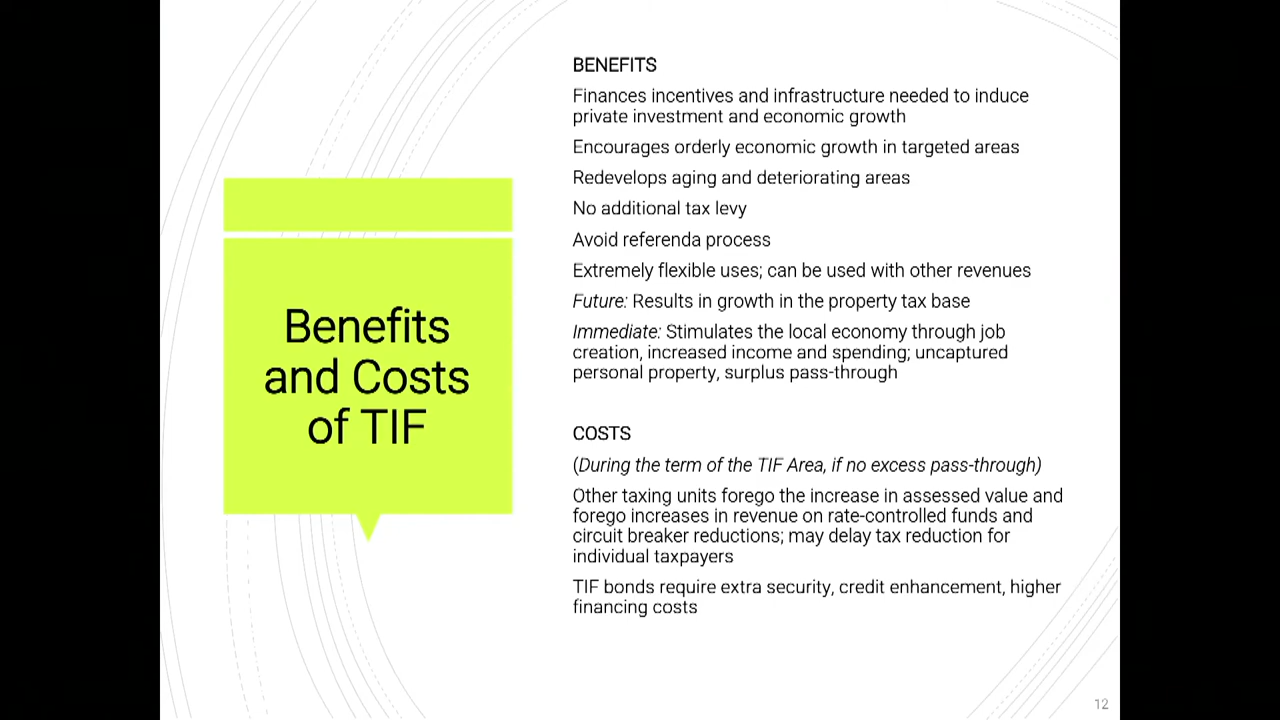 Benefits
and Costs
of TIF
BENEFITS
Finances incentives and infrastructure needed to induce
private investment and economic growth
Encourages orderly economic growth in targeted areas
Redevelops aging and deteriorating areas
No additional tax levy
Avoid referenda process
Extremely flexible uses; can be used with other revenues
Future: Results in growth in the property tax base
Immediate: Stimulates the local economy through job
creation, increased income and spending; uncaptured
personal property, surplus pass-through
COSTS
(During the term of the TIF Area, if no excess pass-through)
Other taxing units forego the increase in assessed value and
forego increases in revenue on rate-controlled funds and
circuit breaker reductions; may delay tax reduction for
individual taxpayers
TIF bonds require extra security, credit enhancement, higher
financing costs
12